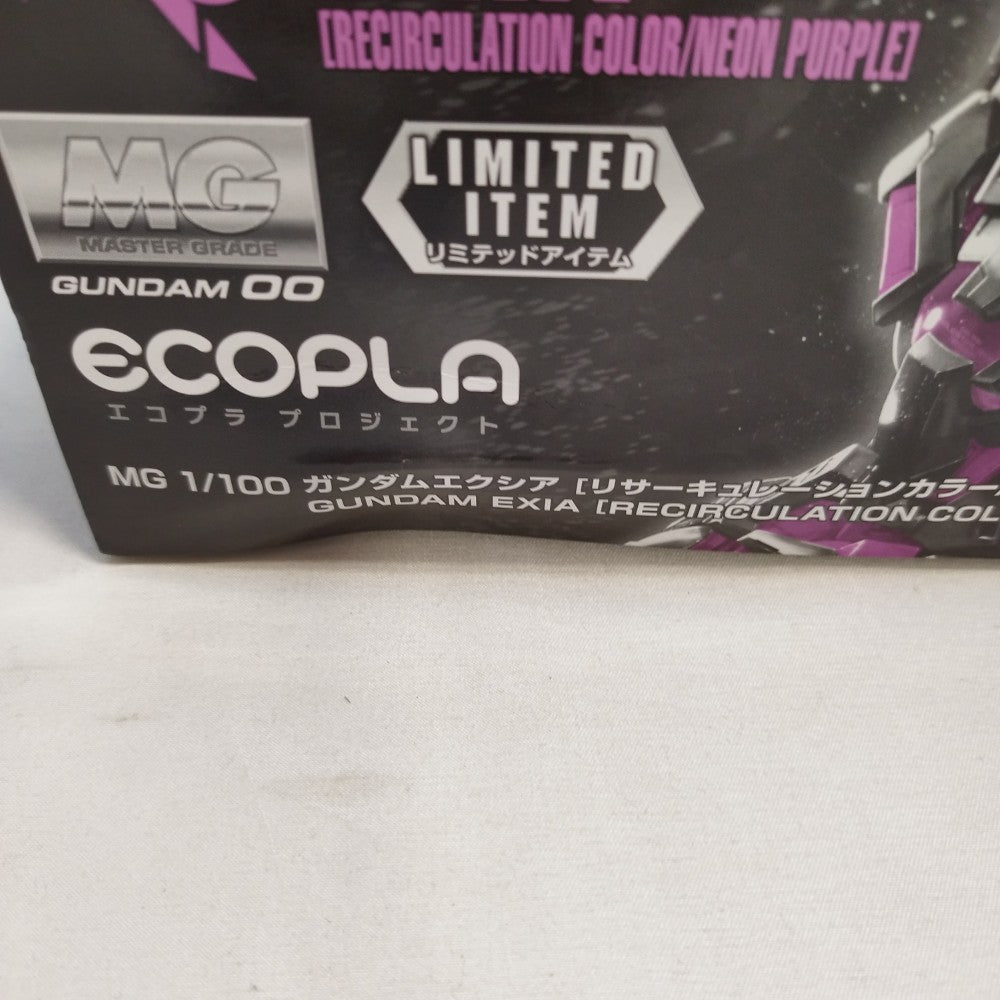 [RECIRCULATION COLOR/NEON PURPLE]
MG
MASTER GRADE
GUNDAM 00
LIMITED
ITEM
リミテッドアイテム
ECOPLA
エコプラ プロジェクト
MG 1/100 ガンダムエクシア [リサーキュレーションカラー
GUNDAM EXIA [RECIRCULATION COL